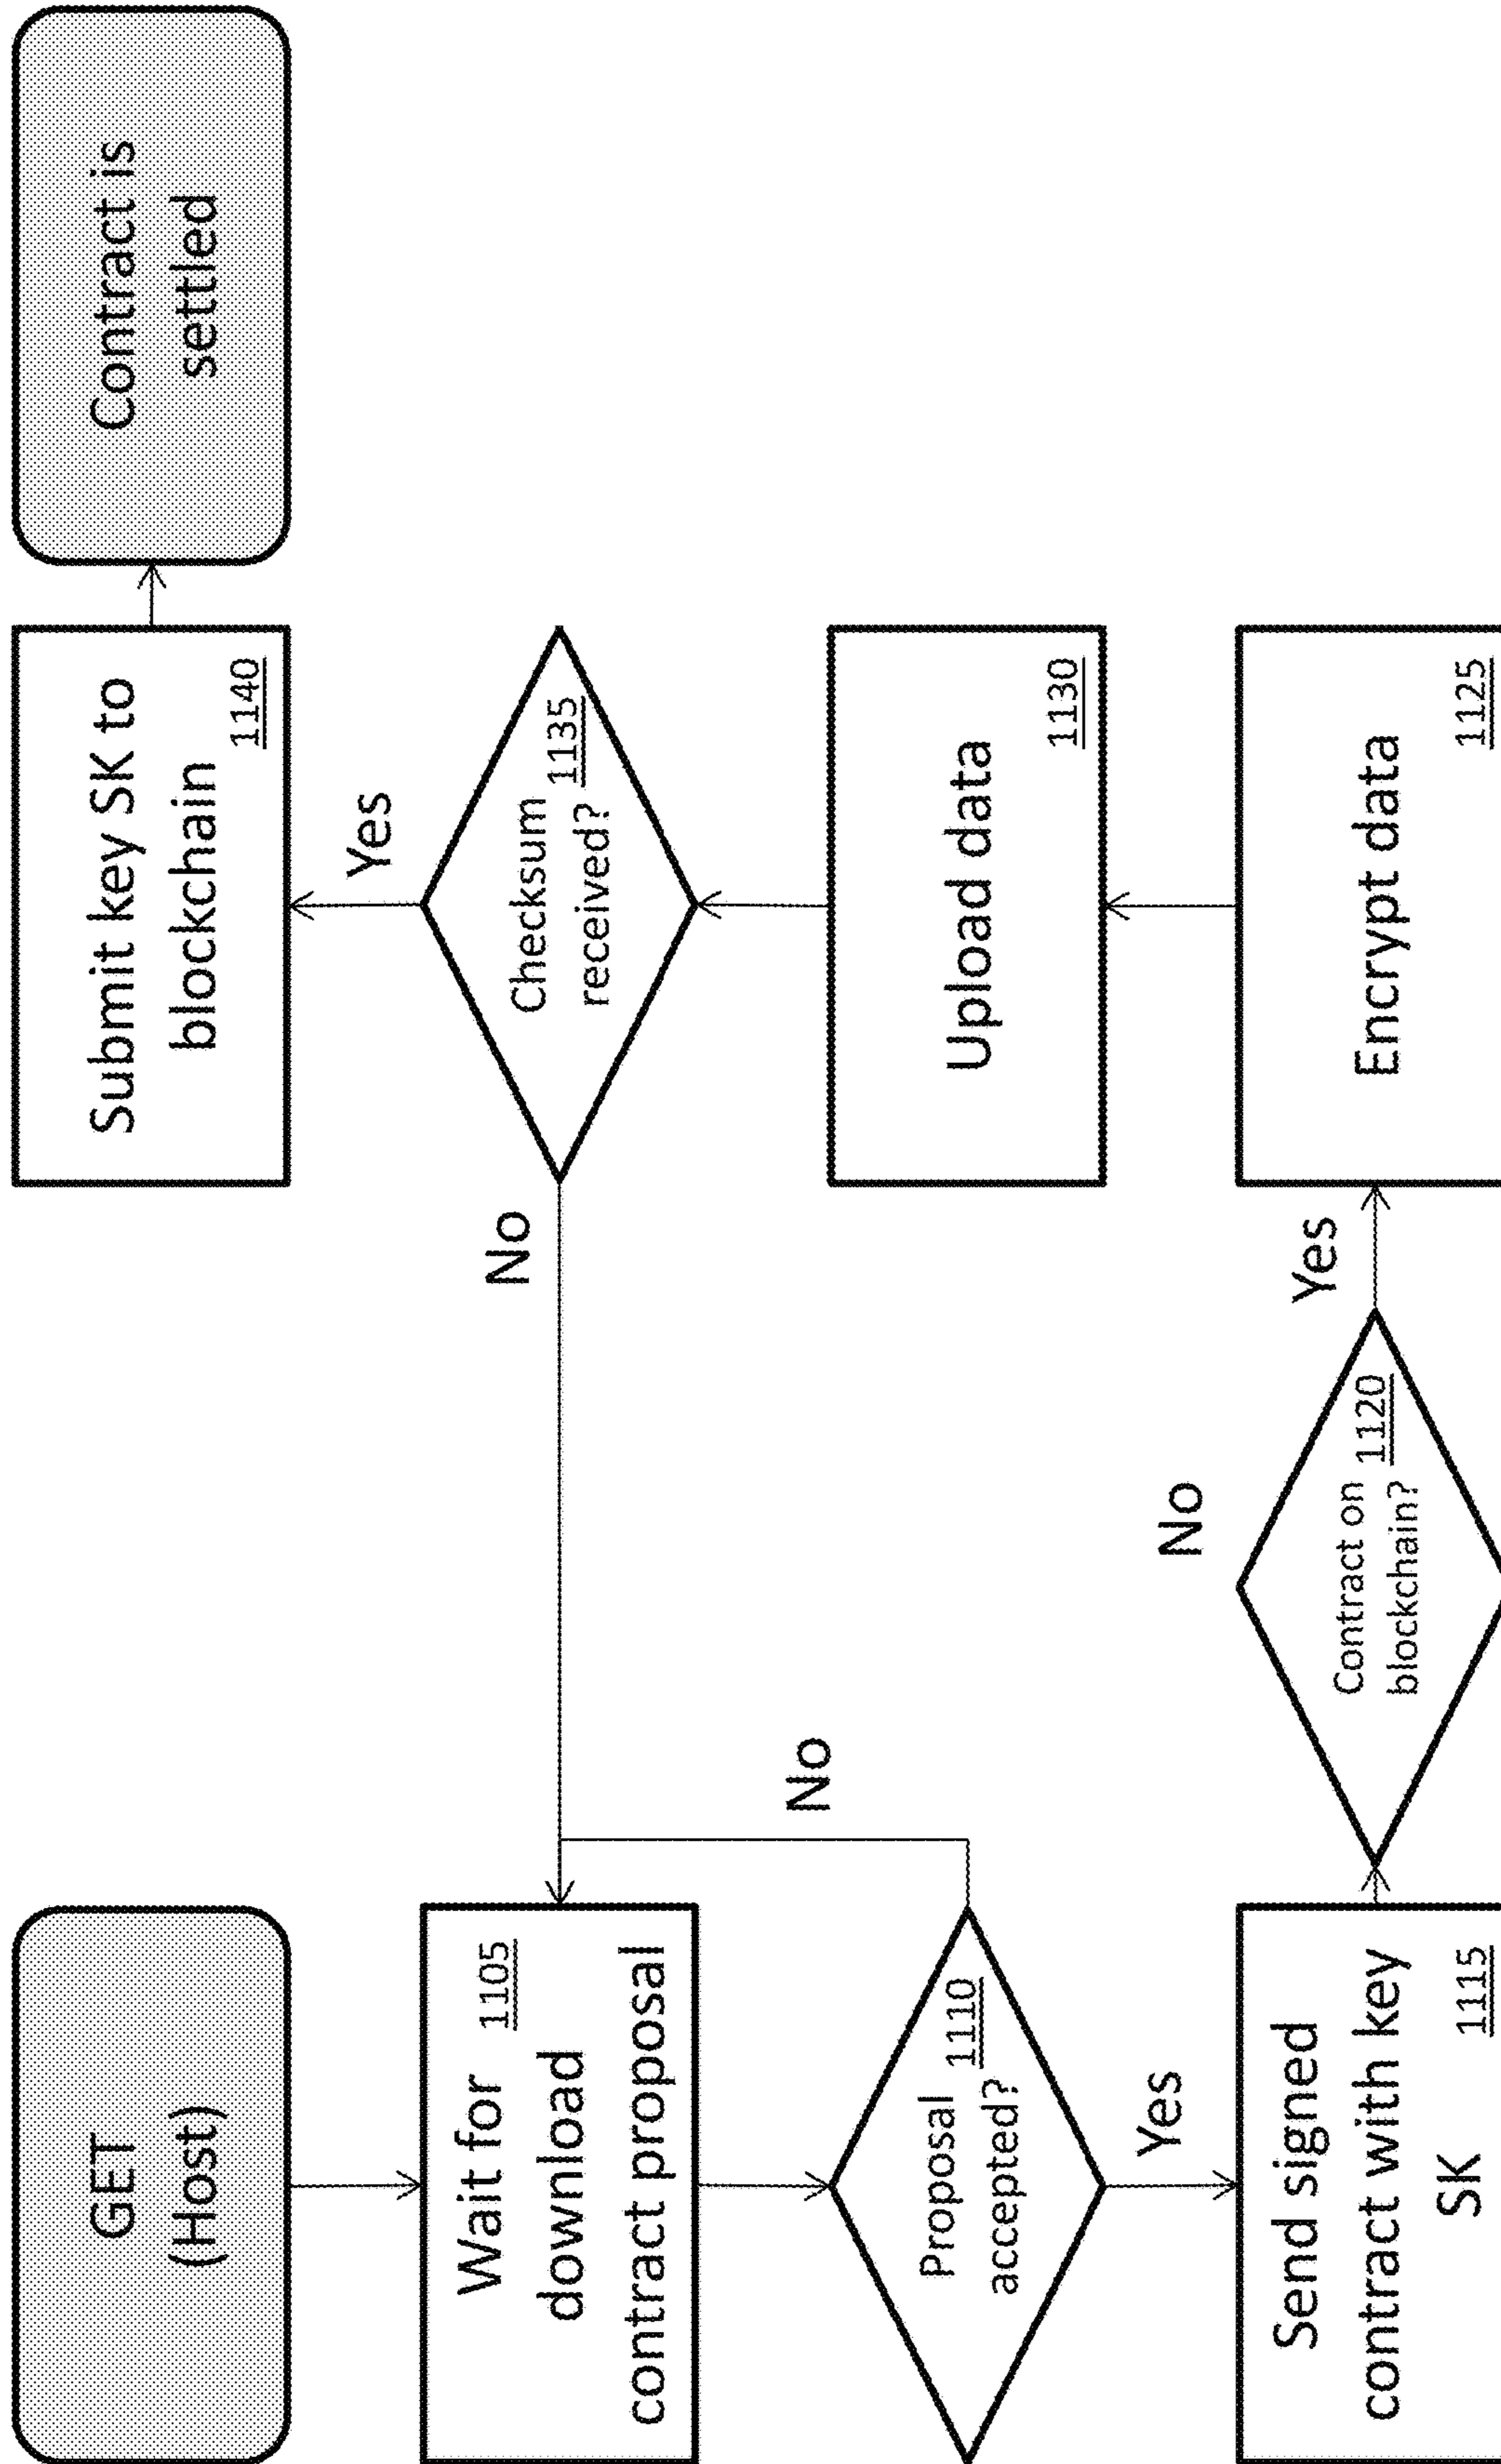 GET
(Host)
Wait for
1105
download
contract proposal
Proposal
1110
accepted?
No
Yes
Send signed
contract with key
SK
1115
Contract on
1120
blockchain?
No
Yes
Encrypt data
1125
Upload data
1130
Checksum
1135
received?
No
Yes
Submit key SK to
blockchain
1140
Contract is
settled